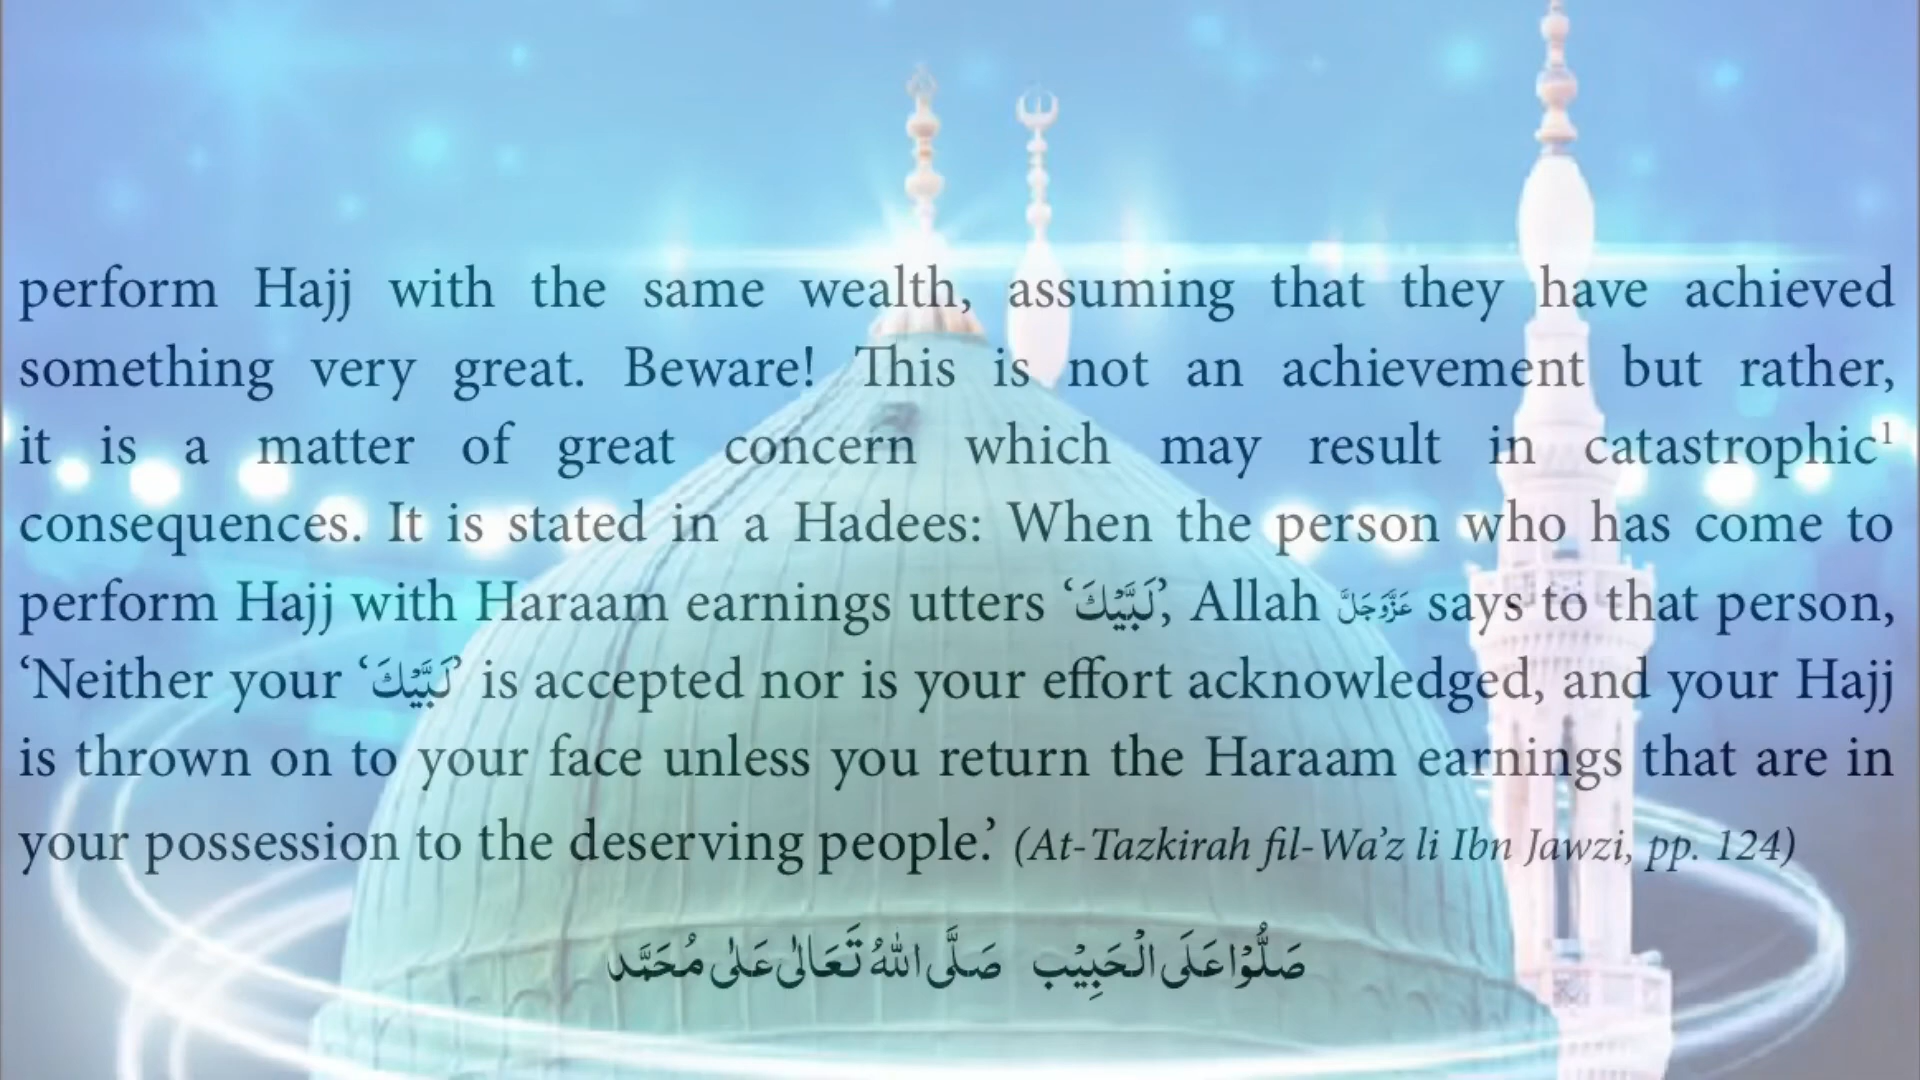 perform Hajj with the same wealth, assuming that they have achieved
something very great. Beware! This is not an achievement but rather,
it is a matter of great concern which may result in catastrophic¹
consequences. It is stated in a Hadees: When the person who has come to
perform Hajj with Haraam earnings utters ‘لَبَّيْكَ’, Allah عَزَّوَجَلَّ says to that person,
‘Neither your ‘لَبَّيْكَ’ is accepted nor is your effort acknowledged, and your Hajj
is thrown on to your face unless you return the Haraam earnings that are in
your possession to the deserving people.’ (At-Tazkirah fil-Wa’z li Ibn Jawzi, pp. 124)
صَلُّوْا عَلَى الْحَبِيْب صَلَّى اللهُ تَعَالٰى عَلٰى مُحَمَّد